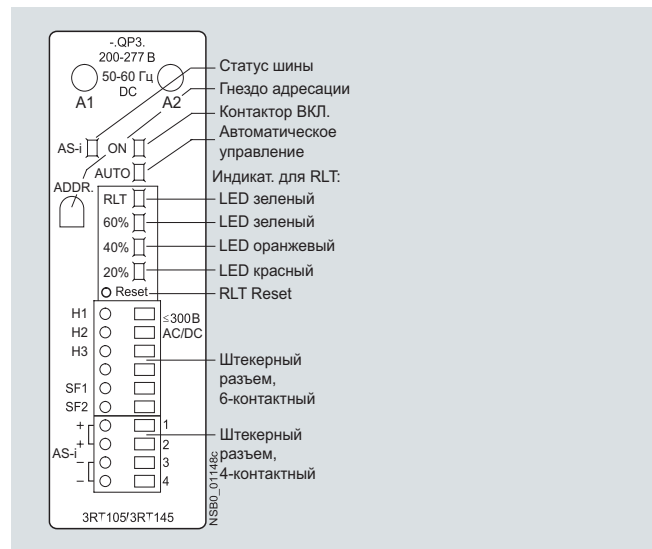 -.QP3.
200-277 В
50-60 Гц
DC
A1
A2
Статус шины
Гнездо адресации
Контактор ВКЛ.
Автоматическое
управление
AS-i
ON
AUTO
ADDR.
Индикат. для RLT:
RLT
LED зеленый
60%
LED зеленый
40%
LED оранжевый
20%
LED красный
Reset
RLT Reset
H1
≤300В
H2
AC/DC
H3
Штекерный
разъем,
6-контактный
SF1
SF2
+
1
+
2
AS-i
–
3
–
4
Штекерный
разъем,
4-контактный
NSB0_01148c
3RT105/3RT145